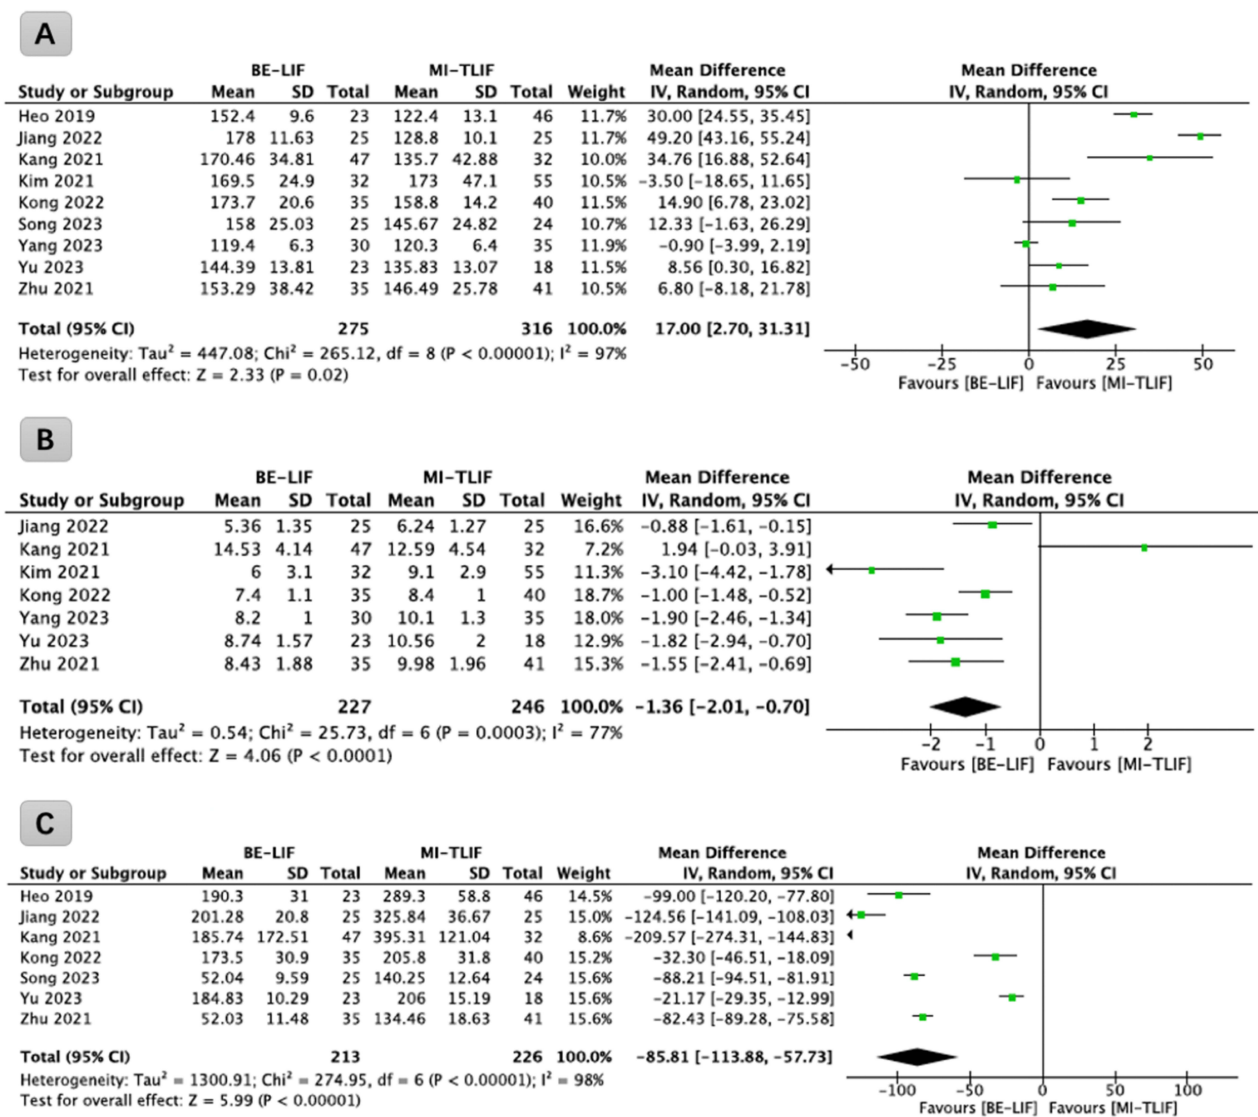 A
BE-LIF MI-TLIF Mean Difference Mean Difference
Study or Subgroup Mean SD Total Mean SD Total Weight IV, Random, 95% CI IV, Random, 95% CI
Heo 2019 152.4 9.6 23 122.4 13.1 46 11.7% 30.00 [24.55, 35.45]
Jiang 2022 178 11.63 25 128.8 10.1 25 11.7% 49.20 [43.16, 55.24]
Kang 2021 170.46 34.81 47 135.7 42.88 32 10.0% 34.76 [16.88, 52.64]
Kim 2021 169.5 24.9 32 173 47.1 55 10.5% -3.50 [-18.65, 11.65]
Kong 2022 173.7 20.6 35 158.8 14.2 40 11.5% 14.90 [6.78, 23.02]
Song 2023 158 25.03 25 145.67 24.82 24 10.7% 12.33 [-1.63, 26.29]
Yang 2023 119.4 6.3 30 120.3 6.4 35 11.9% -0.90 [-3.99, 2.19]
Yu 2023 144.39 13.81 23 135.83 13.07 18 11.5% 8.56 [0.30, 16.82]
Zhu 2021 153.29 38.42 35 146.49 25.78 41 10.5% 6.80 [-8.18, 21.78]
Total (95% CI) 275 316 100.0% 17.00 [2.70, 31.31]
Heterogeneity: Tau² = 447.08; Chi² = 265.12, df = 8 (P < 0.00001); I² = 97%
Test for overall effect: Z = 2.33 (P = 0.02)
-50 -25 0 25 50
Favours [BE-LIF] Favours [MI-TLIF]
B
BE-LIF MI-TLIF Mean Difference Mean Difference
Study or Subgroup Mean SD Total Mean SD Total Weight IV, Random, 95% CI IV, Random, 95% CI
Jiang 2022 5.36 1.35 25 6.24 1.27 25 16.6% -0.88 [-1.61, -0.15]
Kang 2021 14.53 4.14 47 12.59 4.54 32 7.2% 1.94 [-0.03, 3.91]
Kim 2021 6 3.1 32 9.1 2.9 55 11.3% -3.10 [-4.42, -1.78]
Kong 2022 7.4 1.1 35 8.4 1 40 18.7% -1.00 [-1.48, -0.52]
Yang 2023 8.2 1 30 10.1 1.3 35 18.0% -1.90 [-2.46, -1.34]
Yu 2023 8.74 1.57 23 10.56 2 18 12.9% -1.82 [-2.94, -0.70]
Zhu 2021 8.43 1.88 35 9.98 1.96 41 15.3% -1.55 [-2.41, -0.69]
Total (95% CI) 227 246 100.0% -1.36 [-2.01, -0.70]
Heterogeneity: Tau² = 0.54; Chi² = 25.73, df = 6 (P = 0.0003); I² = 77%
Test for overall effect: Z = 4.06 (P < 0.0001)
-2 -1 0 1 2
Favours [BE-LIF] Favours [MI-TLIF]
C
BE-LIF MI-TLIF Mean Difference Mean Difference
Study or Subgroup Mean SD Total Mean SD Total Weight IV, Random, 95% CI IV, Random, 95% CI
Heo 2019 190.3 31 23 289.3 58.8 46 14.5% -99.00 [-120.20, -77.80]
Jiang 2022 201.28 20.8 25 325.84 36.67 25 15.0% -124.56 [-141.09, -108.03]
Kang 2021 185.74 172.51 47 395.31 121.04 32 8.6% -209.57 [-274.31, -144.83]
Kong 2022 173.5 30.9 35 205.8 31.8 40 15.2% -32.30 [-46.51, -18.09]
Song 2023 52.04 9.59 25 140.25 12.64 24 15.6% -88.21 [-94.51, -81.91]
Yu 2023 184.83 10.29 23 206 15.19 18 15.6% -21.17 [-29.35, -12.99]
Zhu 2021 52.03 11.48 35 134.46 18.63 41 15.6% -82.43 [-89.28, -75.58]
Total (95% CI) 213 226 100.0% -85.81 [-113.88, -57.73]
Heterogeneity: Tau² = 1300.91; Chi² = 274.95, df = 6 (P < 0.00001); I² = 98%
Test for overall effect: Z = 5.99 (P < 0.00001)
-100 -50 0 50 100
Favours [BE-LIF] Favours [MI-TLIF]